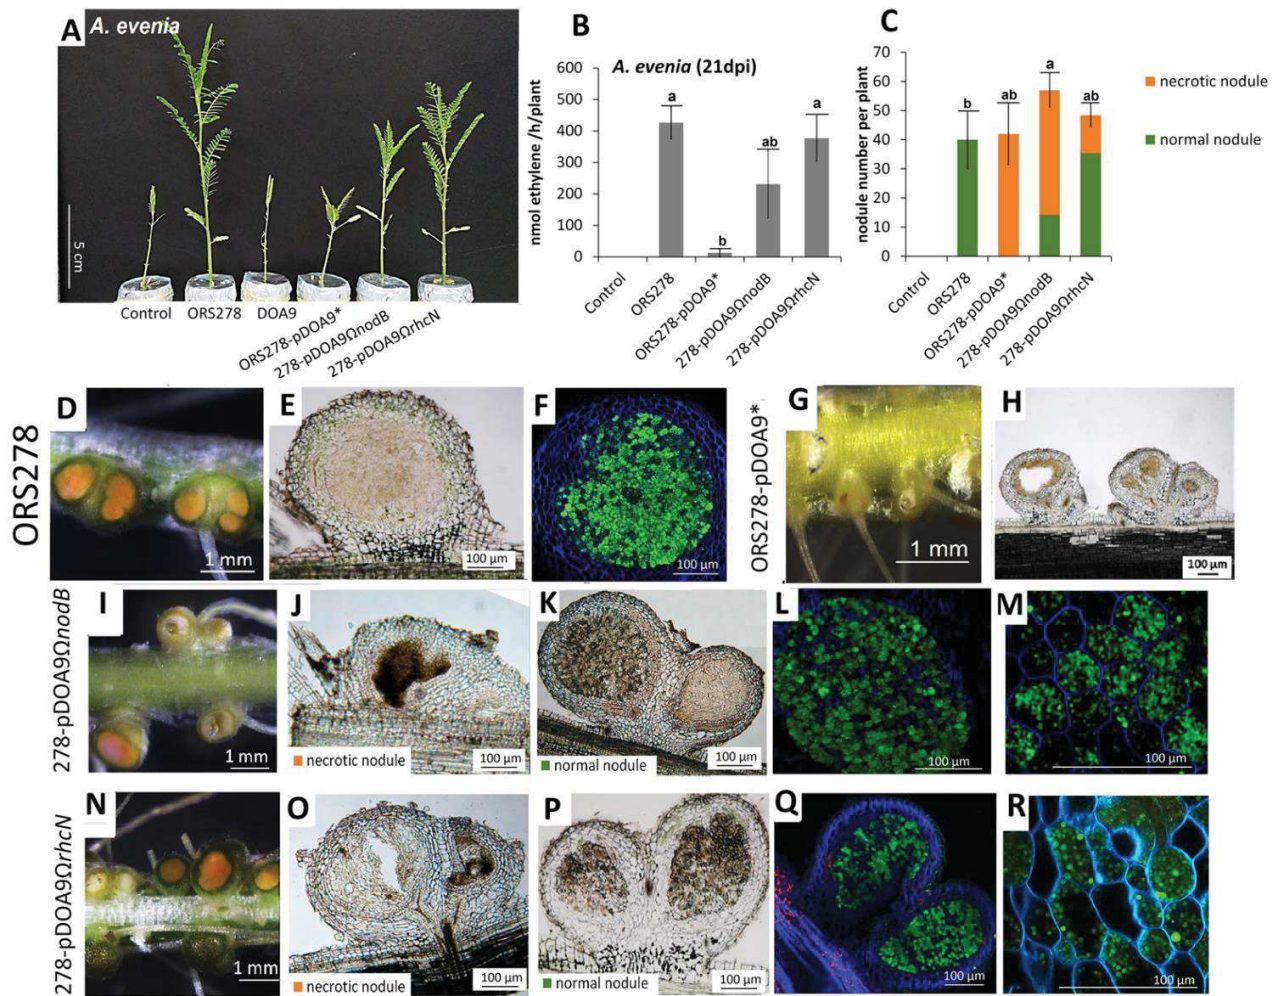 A
A. evenia
5 cm
Control
ORS278
DOA9
ORS278-pDOA9*
278-pDOA9ΩnodB
278-pDOA9ΩrhcN
B
A. evenia (21dpi)
nmol ethylene /h/plant
600
500
400
300
200
100
0
a
b
ab
a
Control
ORS278
ORS278-pDOA9*
278-pDOA9ΩnodB
278-pDOA9ΩrhcN
C
nodule number per plant
70
60
50
40
30
20
10
0
b
ab
a
ab
Control
ORS278
ORS278-pDOA9*
278-pDOA9ΩnodB
278-pDOA9ΩrhcN
necrotic nodule
normal nodule
ORS278
D
1 mm
E
100 µm
F
100 µm
ORS278-pDOA9*
G
1 mm
H
100 µm
278-pDOA9ΩnodB
I
1 mm
J
necrotic nodule
100 µm
K
normal nodule
100 µm
L
100 µm
M
100 µm
278-pDOA9ΩrhcN
N
1 mm
O
necrotic nodule
100 µm
P
normal nodule
100 µm
Q
100 µm
R
100 µm